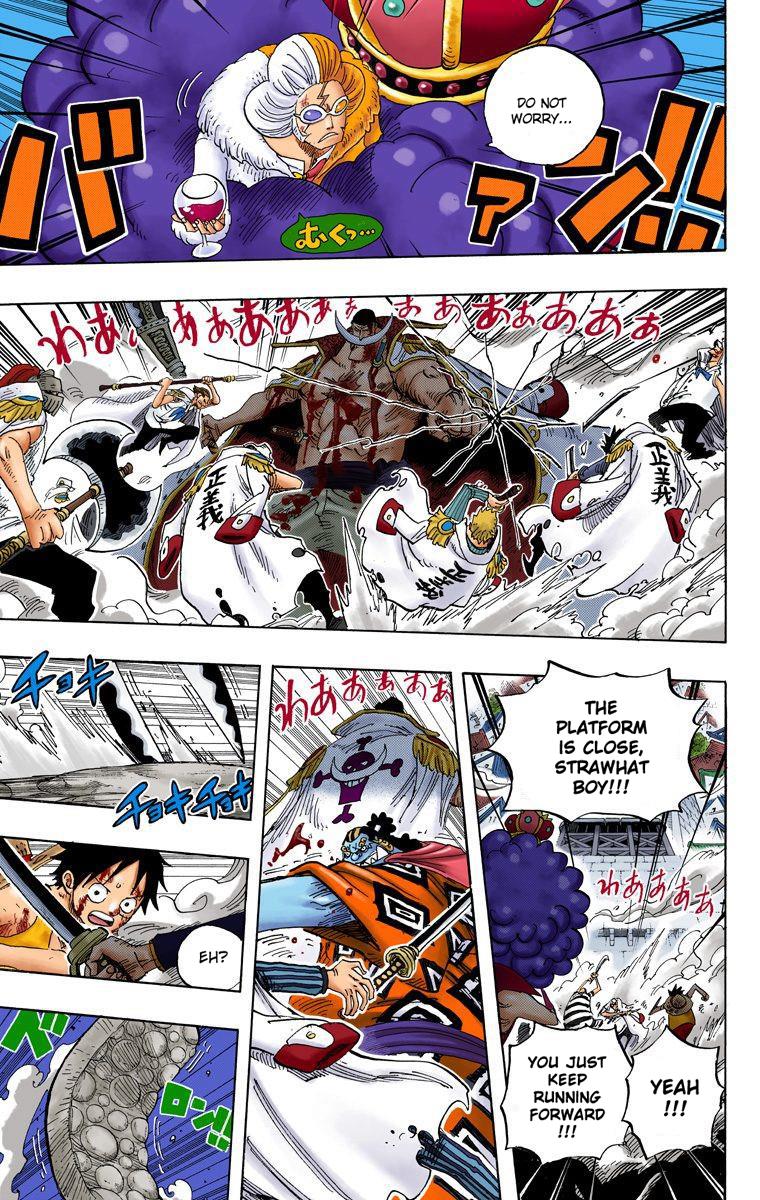 DO NOT
WORRY...
バァン!!
むくっ…
わあぁああああああぁあぁあぁ
正義
正義
THE
PLATFORM
IS CLOSE,
STRAWHAT
BOY!!!
わあああぁ
YEAH
!!!
YOU JUST
KEEP
RUNNING
FORWARD
!!!
わあああぁぁ
チョキ
チョキチョキ
EH?
ズ
ロン!!